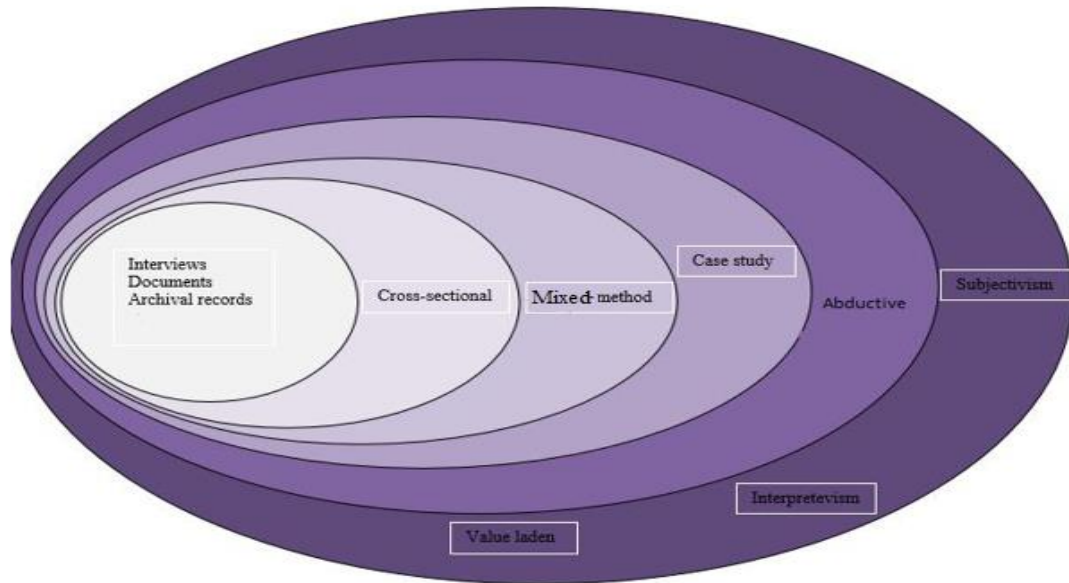 Interviews
Documents
Archival records
Cross-sectional
Mixed- method
Case study
Abductive
Subjectivism
Interpretevism
Value laden